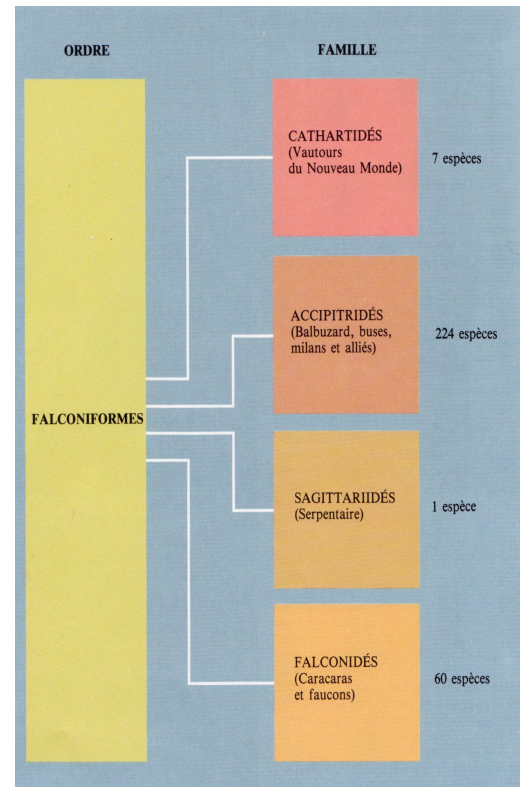 ORDRE
FAMILLE
CATHARTIDÉS
(Vautours
du Nouveau Monde)
7 espèces
ACCIPITRIDÉS
(Balbuzard, buses,
milans et alliés)
224 espèces
FALCONIFORMES
SAGITTARIIDÉS
(Serpentaire)
1 espèce
FALCONIDÉS
(Caracaras
et faucons)
60 espèces